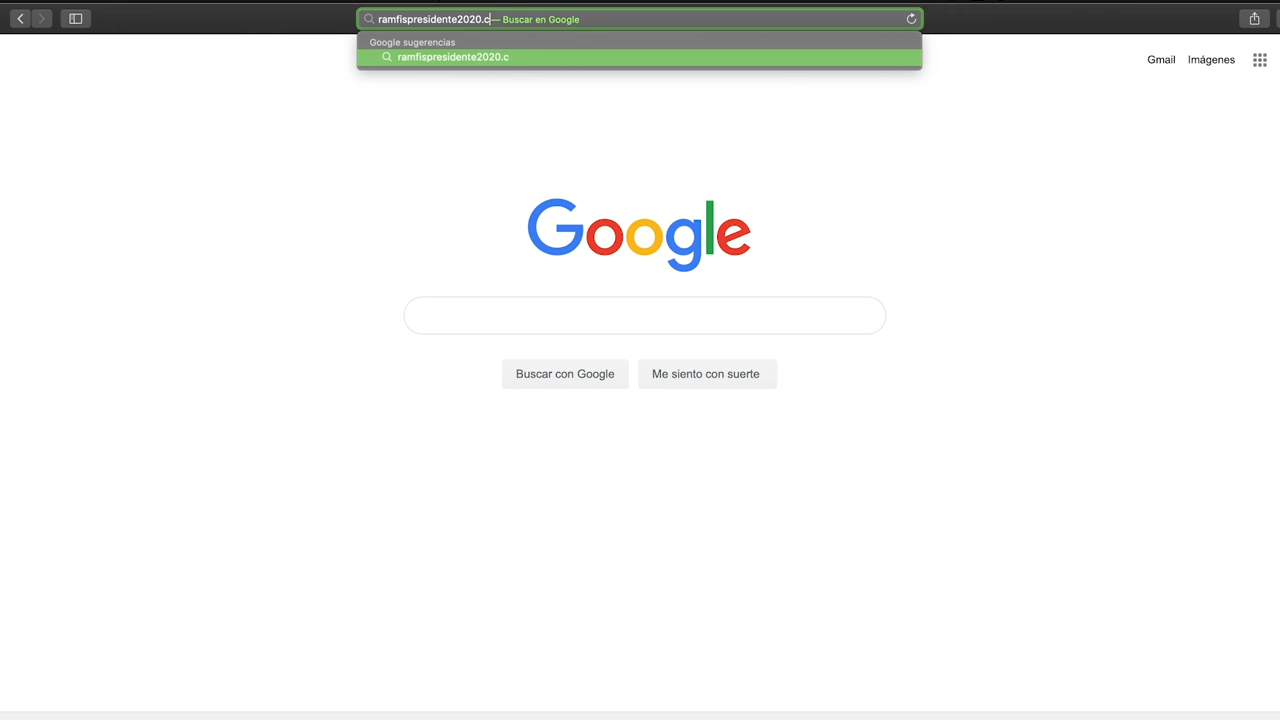 ramfispresidente2020.c — Buscar en Google
Google sugerencias
ramfispresidente2020.c
Gmail Imágenes
Google
Buscar con Google Me siento con suerte